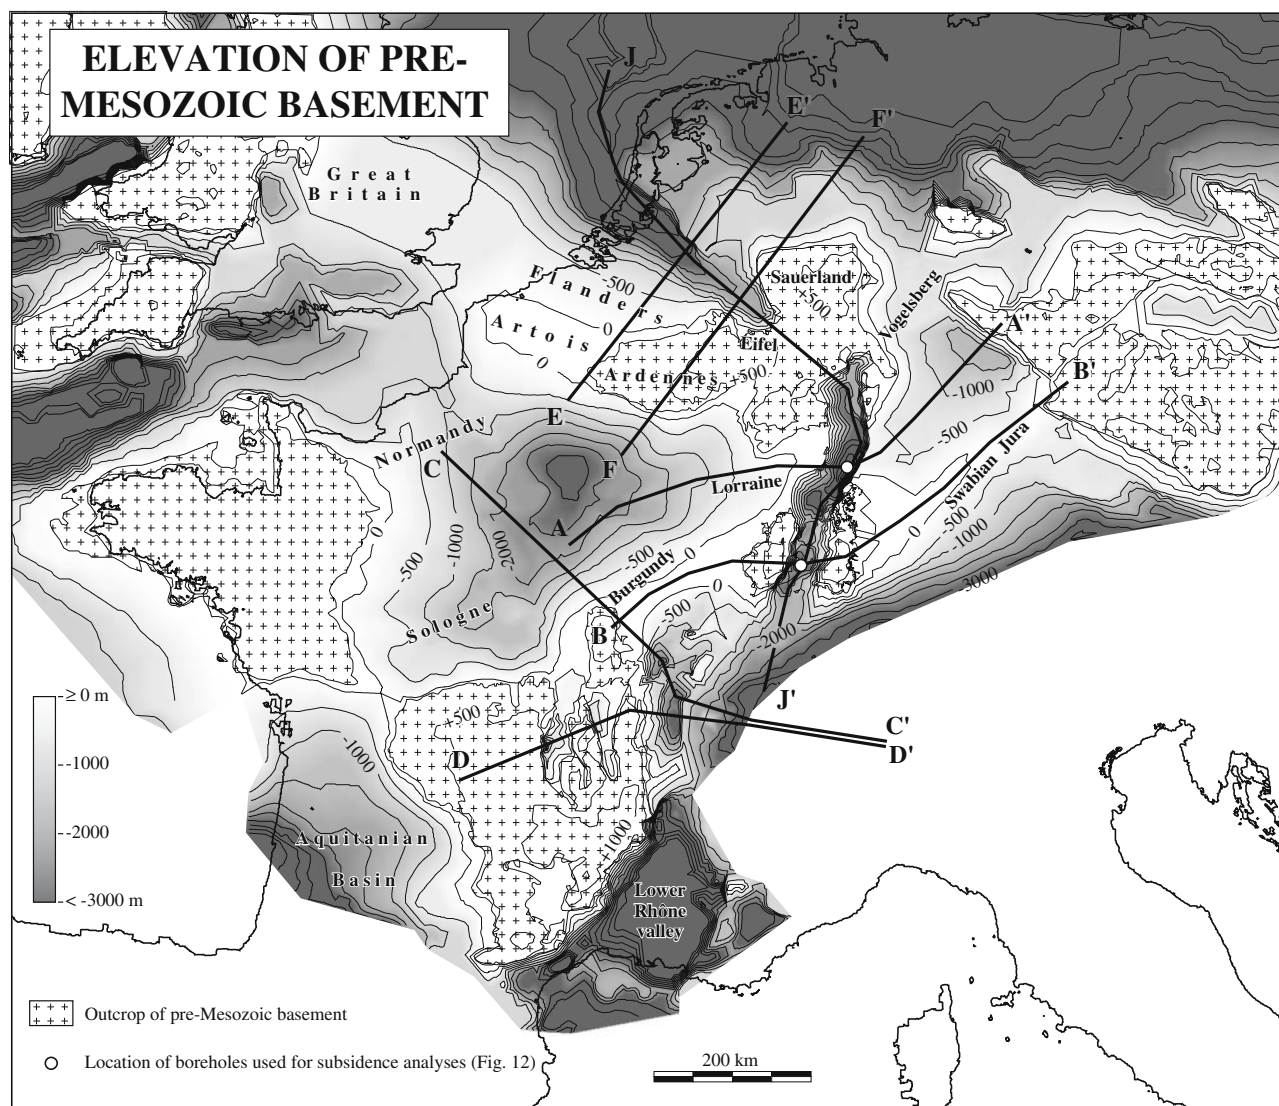 ELEVATION OF PRE-
MESOZOIC BASEMENT
J
E'
F'
Great
Britain
Flanders
-500
Sauerland
+500
Vogelsberg
A'
Artois
0
0
Eifel
Ardennes
+500
B'
-1000
E
Normandy
C
F
-500
Swabian Jura
Lorraine
0
-500
-1000
-2000
A
-500
0
0
-500
-1000
-3000
Burgundy
Sologne
B
-500
0
-2000
≥ 0 m
-1000
-2000
< -3000 m
+500
J'
C'
D'
-1000
D
Aquitanian
Basin
+1000
Lower
Rhône
valley
Outcrop of pre-Mesozoic basement
Location of boreholes used for subsidence analyses (Fig. 12)
200 km